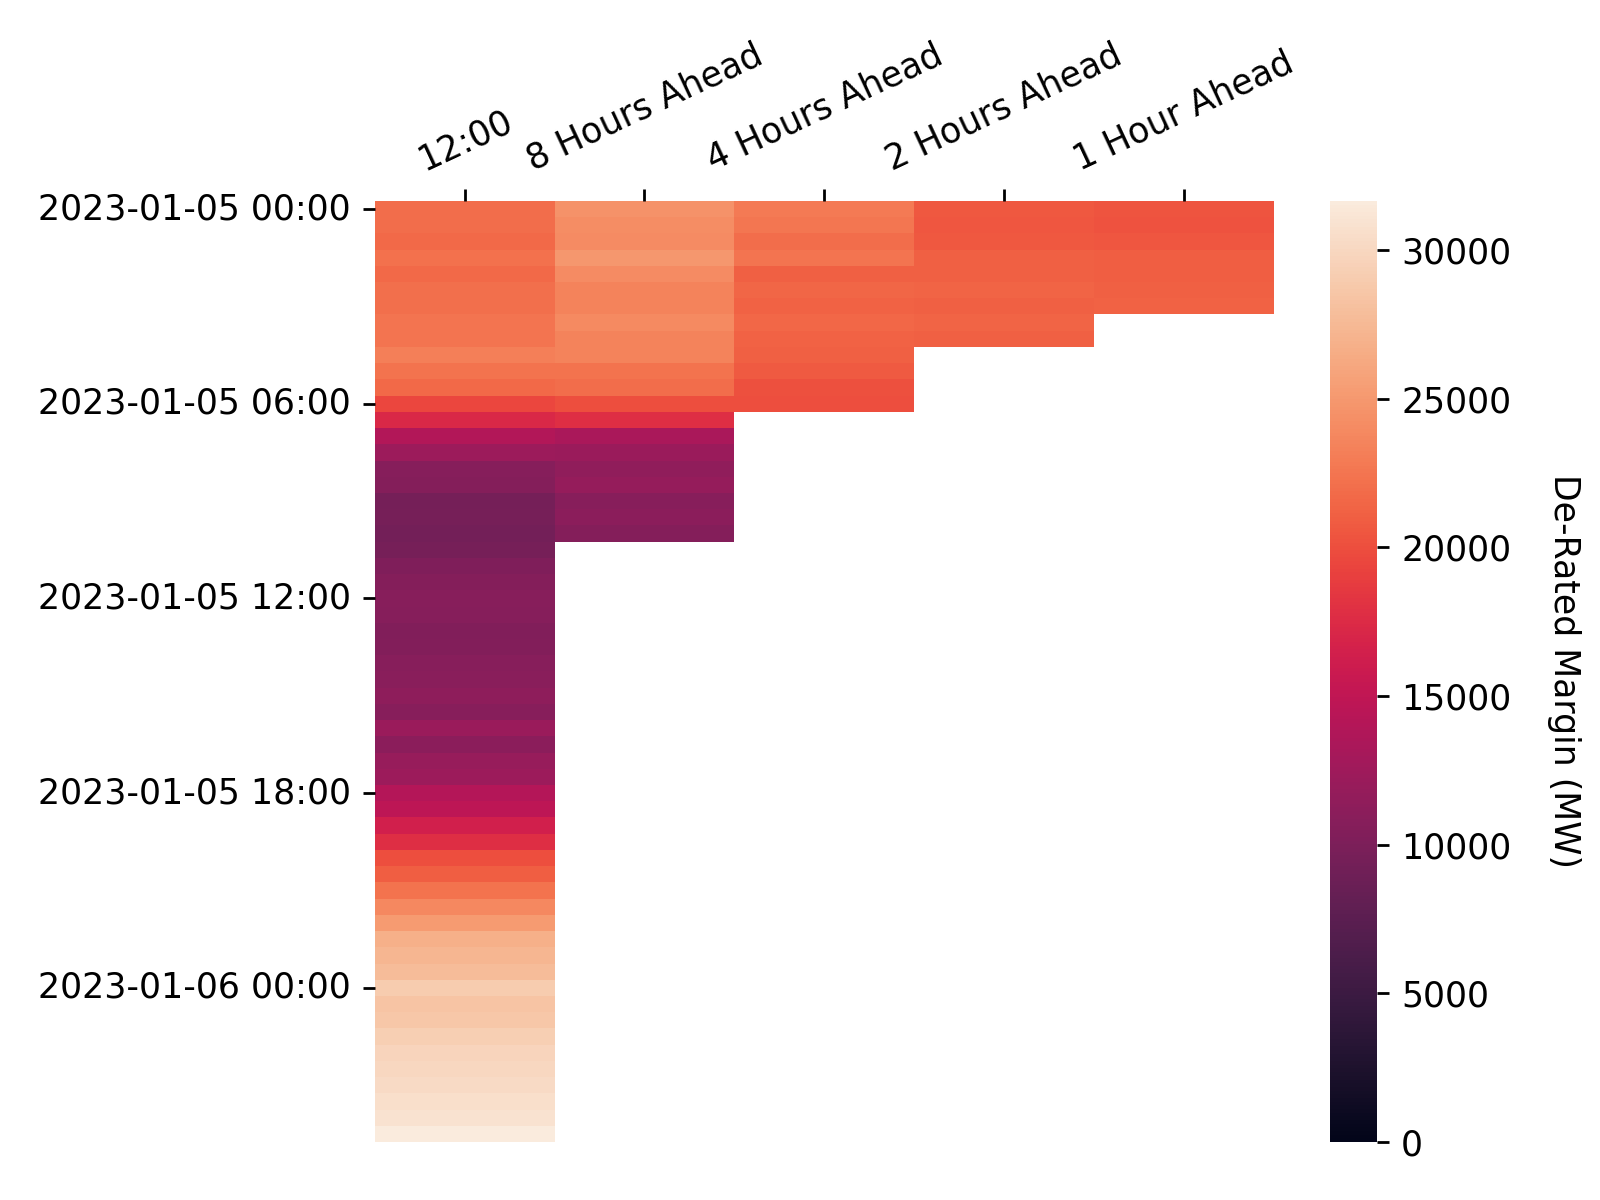 12:00
8 Hours Ahead
4 Hours Ahead
2 Hours Ahead
1 Hour Ahead
2023-01-05 00:00
2023-01-05 06:00
2023-01-05 12:00
2023-01-05 18:00
2023-01-06 00:00
30000
25000
20000
15000
10000
5000
0
De-Rated Margin (MW)